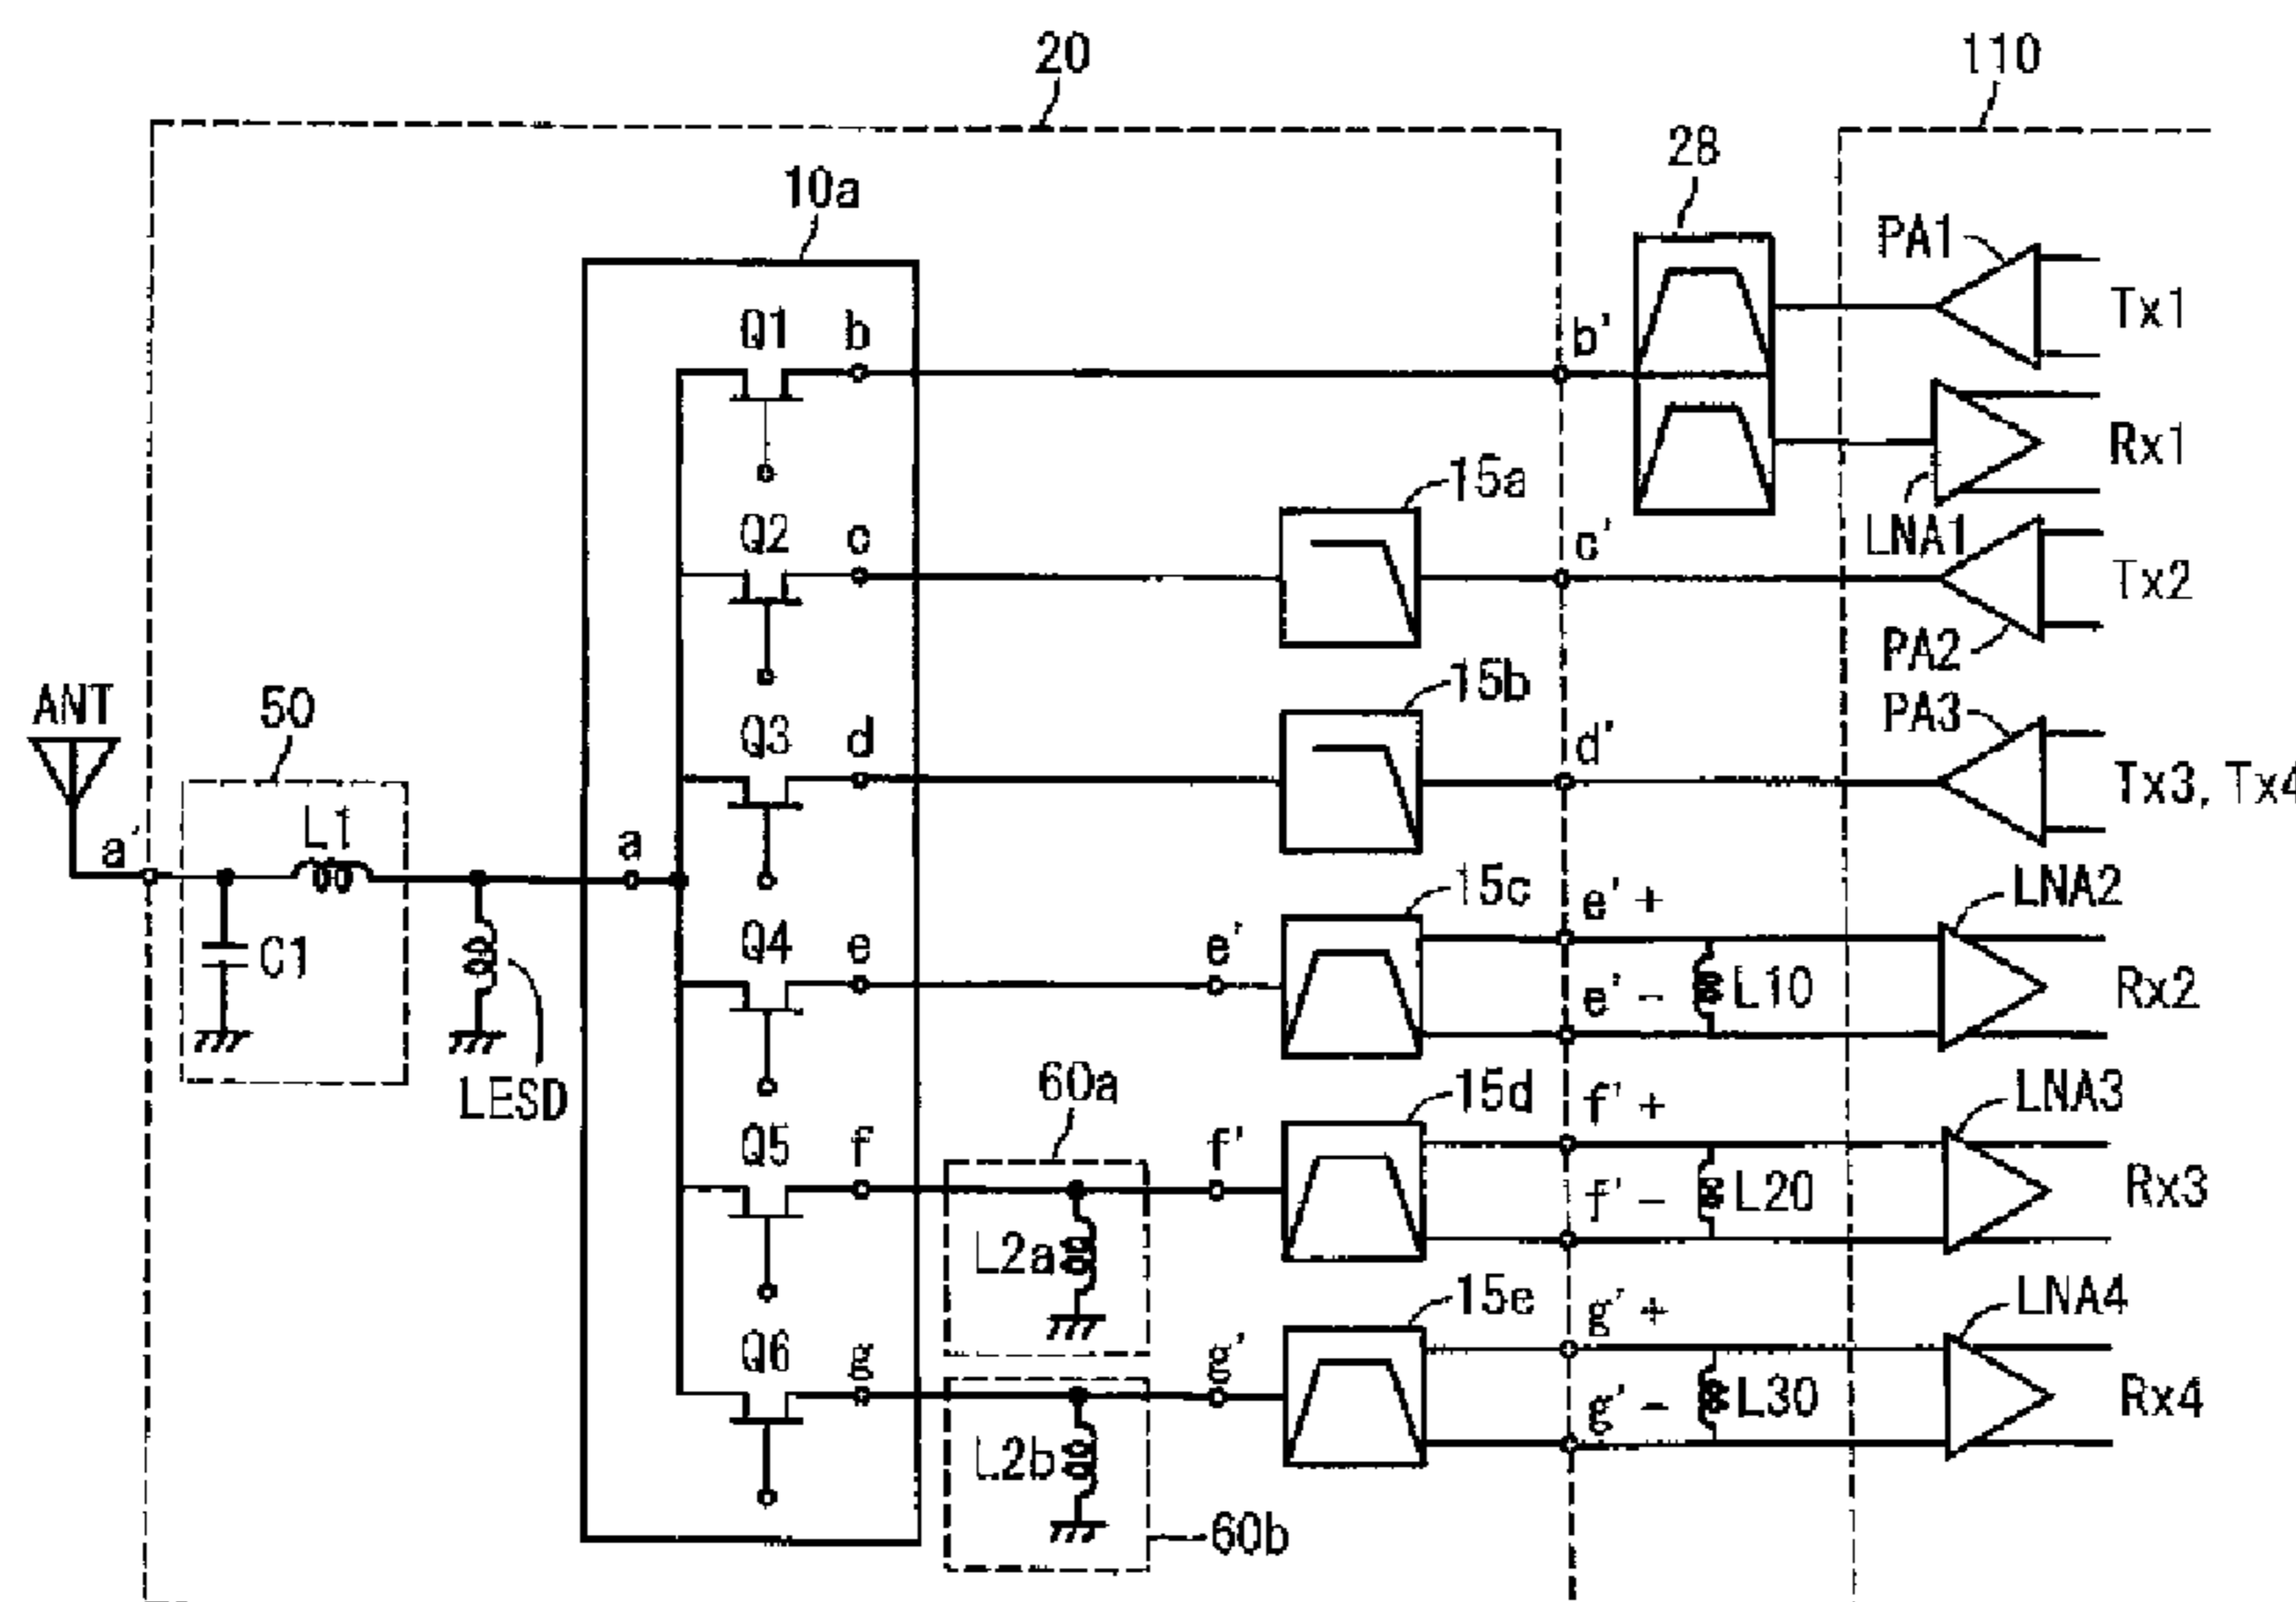 20
110
28
10a
PA1
Tx1
Q1
b
b'
Rx1
15a
LNA1
Q2
c
c'
Tx2
PA2
15b
ANT
50
Q3
d
d'
PA3
Tx3, Tx4
L1
a'
a
15c
LNA2
e'+
C1
Q4
e
e'
e'-
L10
Rx2
LESD
60a
15d
LNA3
f'+
Q5
f
f'
f'-
L20
Rx3
L2a
15e
LNA4
g'+
Q6
g
g'
g'-
L30
Rx4
L2b
60b